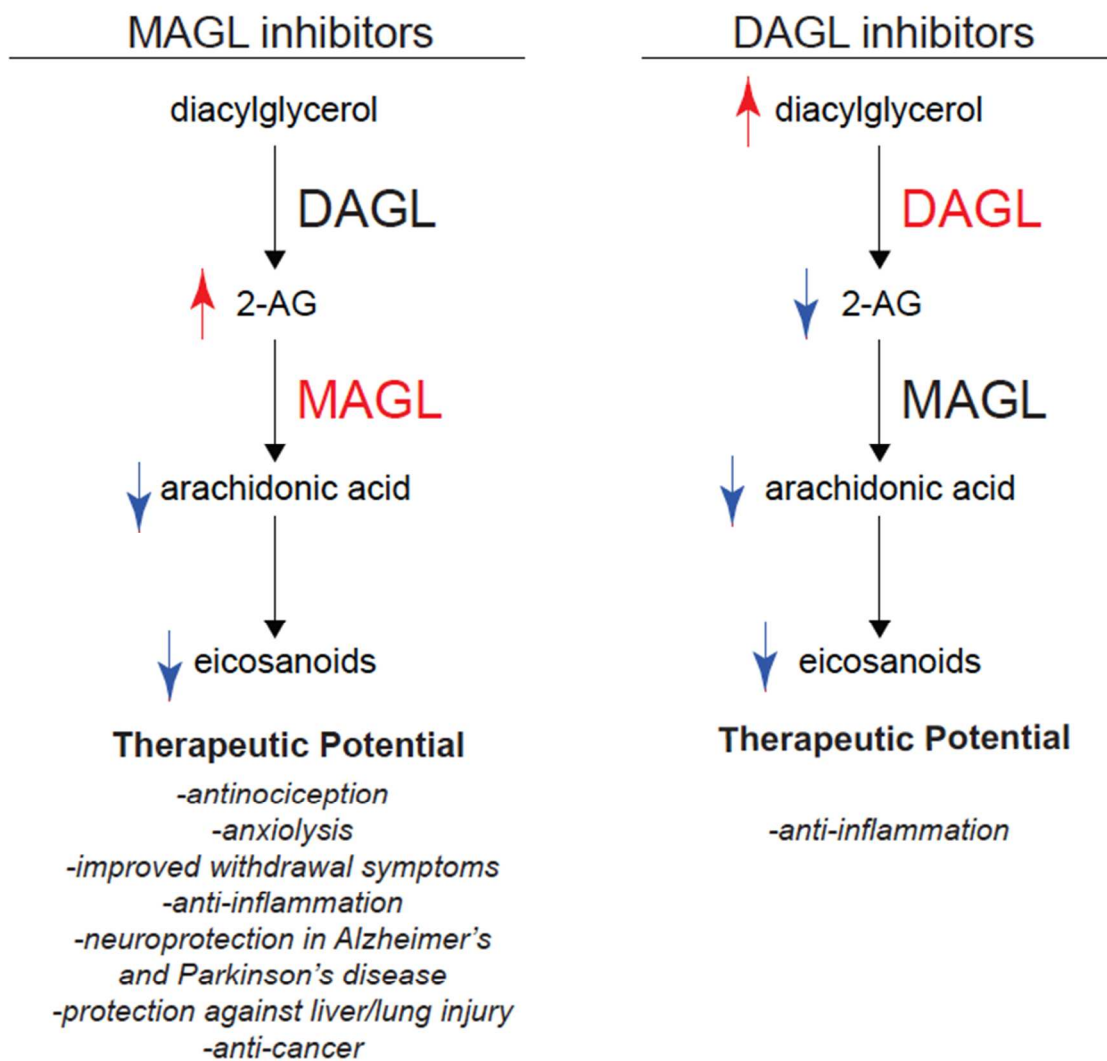 MAGL inhibitors
diacylglycerol
DAGL
2-AG
MAGL
arachidonic acid
eicosanoids
Therapeutic Potential
-antinociception
-anxiolysis
-improved withdrawal symptoms
-anti-inflammation
-neuroprotection in Alzheimer's
and Parkinson's disease
-protection against liver/lung injury
-anti-cancer
DAGL inhibitors
diacylglycerol
DAGL
2-AG
MAGL
arachidonic acid
eicosanoids
Therapeutic Potential
-anti-inflammation